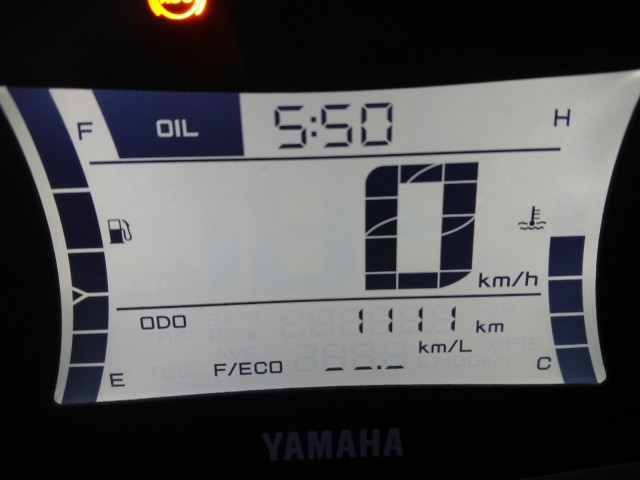 F OIL 5:50 H
0 km/h
ODO 1111 km
km/L
E F/ECO --.- C
YAMAHA